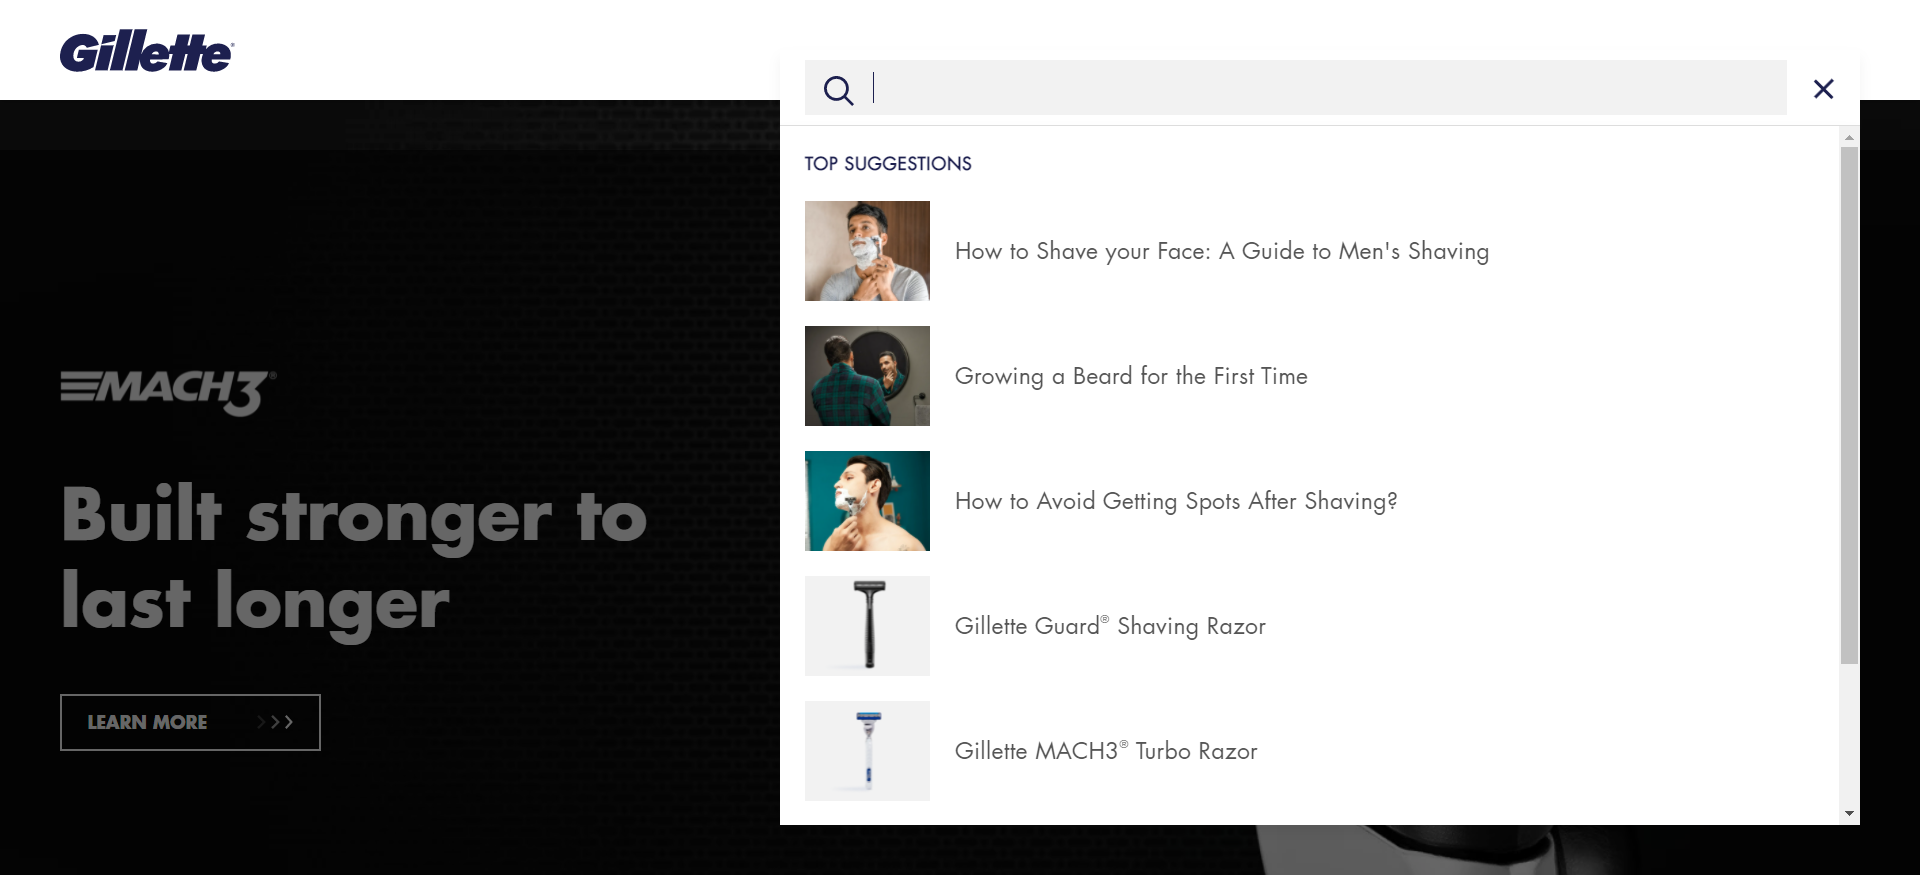 Gillette®
TOP SUGGESTIONS
How to Shave your Face: A Guide to Men's Shaving
Growing a Beard for the First Time
How to Avoid Getting Spots After Shaving?
Gillette Guard® Shaving Razor
Gillette MACH3® Turbo Razor
MACH3®
Built stronger to
last longer
LEARN MORE